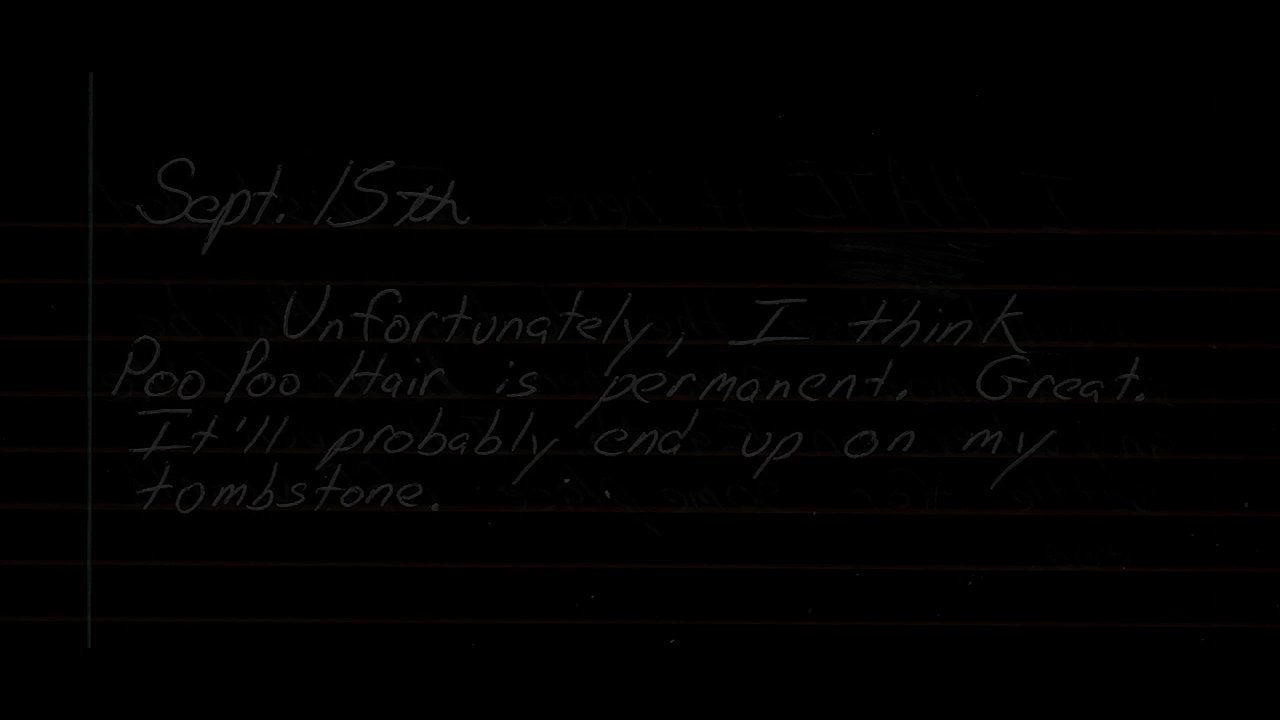 Sept. 15th
Unfortunately, I think
Poo Poo Hair is permanent. Great.
It'll probably end up on my
tombstone.